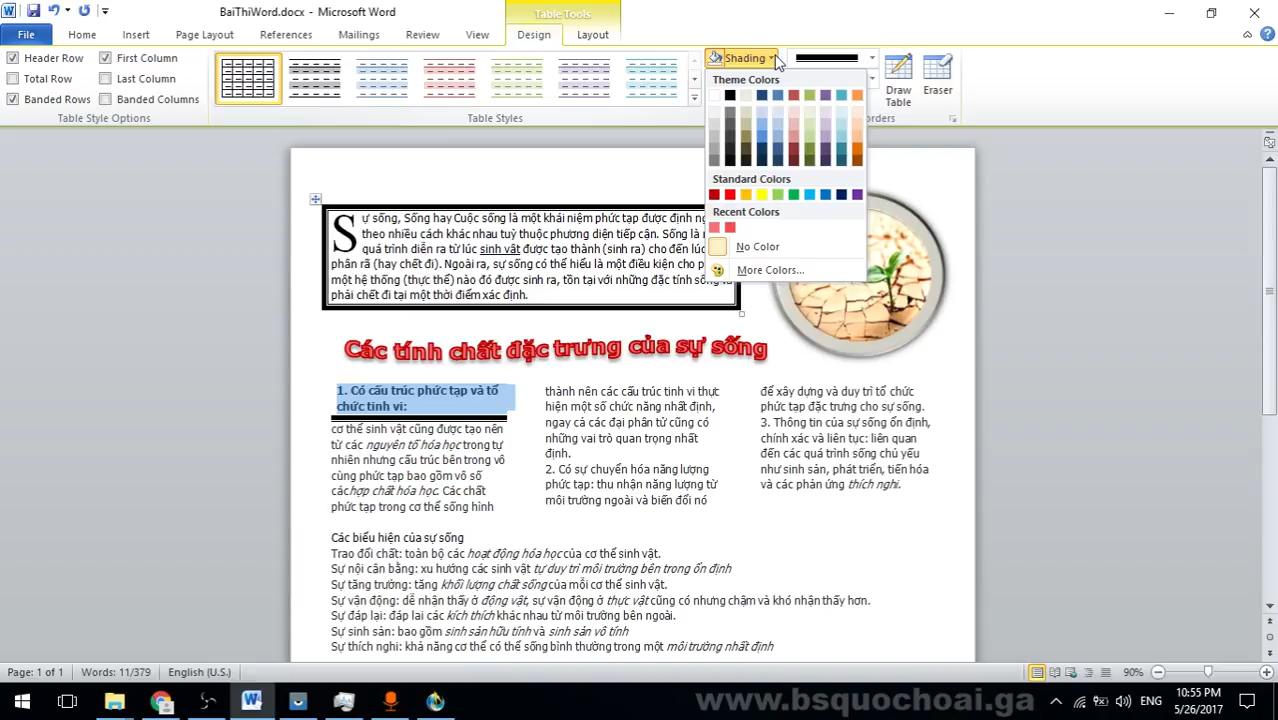 BaiThiWord.docx - Microsoft Word
Table Tools
File
Home
Insert
Page Layout
References
Mailings
Review
View
Design
Layout
Header Row
First Column
Total Row
Last Column
Banded Rows
Banded Columns
Table Style Options
Table Styles
Shading
Draw Table
Eraser
orders
Theme Colors
Standard Colors
Recent Colors
No Color
More Colors...
Sự sống, Sống hay Cuộc sống là một khái niệm phức tạp được định ng
theo nhiều cách khác nhau tuỳ thuộc phương diện tiếp cận. Sống là
quá trình diễn ra từ lúc sinh vật được tạo thành (sinh ra) cho đến lúc
phân rã (hay chết đi). Ngoài ra, sự sống có thể hiểu là một điều kiện cho
một hệ thống (thực thể) nào đó được sinh ra, tồn tại với những đặc tính sống
phải chết đi tại một thời điểm xác định.
Các tính chất đặc trưng của sự sống
1. Có cấu trúc phức tạp và tổ
chức tinh vi:
cơ thể sinh vật cũng được tạo nên
từ các nguyên tố hóa học trong tự
nhiên nhưng cấu trúc bên trong vô
cùng phức tạp bao gồm vô số
cáchợp chất hóa học. Các chất
phức tạp trong cơ thể sống hình
thành nên các cấu trúc tinh vi thực
hiện một số chức năng nhất định,
ngay cả các đại phân tử cũng có
những vai trò quan trọng nhất
định.
2. Có sự chuyển hóa năng lượng
phức tạp: thu nhận năng lượng từ
môi trường ngoài và biến đổi nó
để xây dựng và duy trì tổ chức
phức tạp đặc trưng cho sự sống.
3. Thông tin của sự sống ổn định,
chính xác và liên tục: liên quan
đến các quá trình sống chủ yếu
như sinh sản, phát triển, tiến hóa
và các phản ứng thích nghi.
Các biểu hiện của sự sống
Trao đổi chất: toàn bộ các hoạt động hóa học của cơ thể sinh vật.
Sự nội cân bằng: xu hướng các sinh vật tự duy trì môi trường bên trong ổn định
Sự tăng trưởng: tăng khối lượng chất sống của mỗi cơ thể sinh vật.
Sự vận động: dễ nhận thấy ở động vật, sự vận động ở thực vật cũng có nhưng chậm và khó nhận thấy hơn.
Sự đáp lại: đáp lai các kích thích khác nhau từ môi trường bên ngoài.
Sự sinh sản: bao gồm sinh sản hữu tính và sinh sản vô tính
Sự thích nghi: khả năng cơ thể có thể sống bình thường trong một môi trường nhất định
Page: 1 of 1
Words: 11/379
English (U.S.)
90%
www.bsquochoai.ga
ENG
10:55 PM
5/26/2017